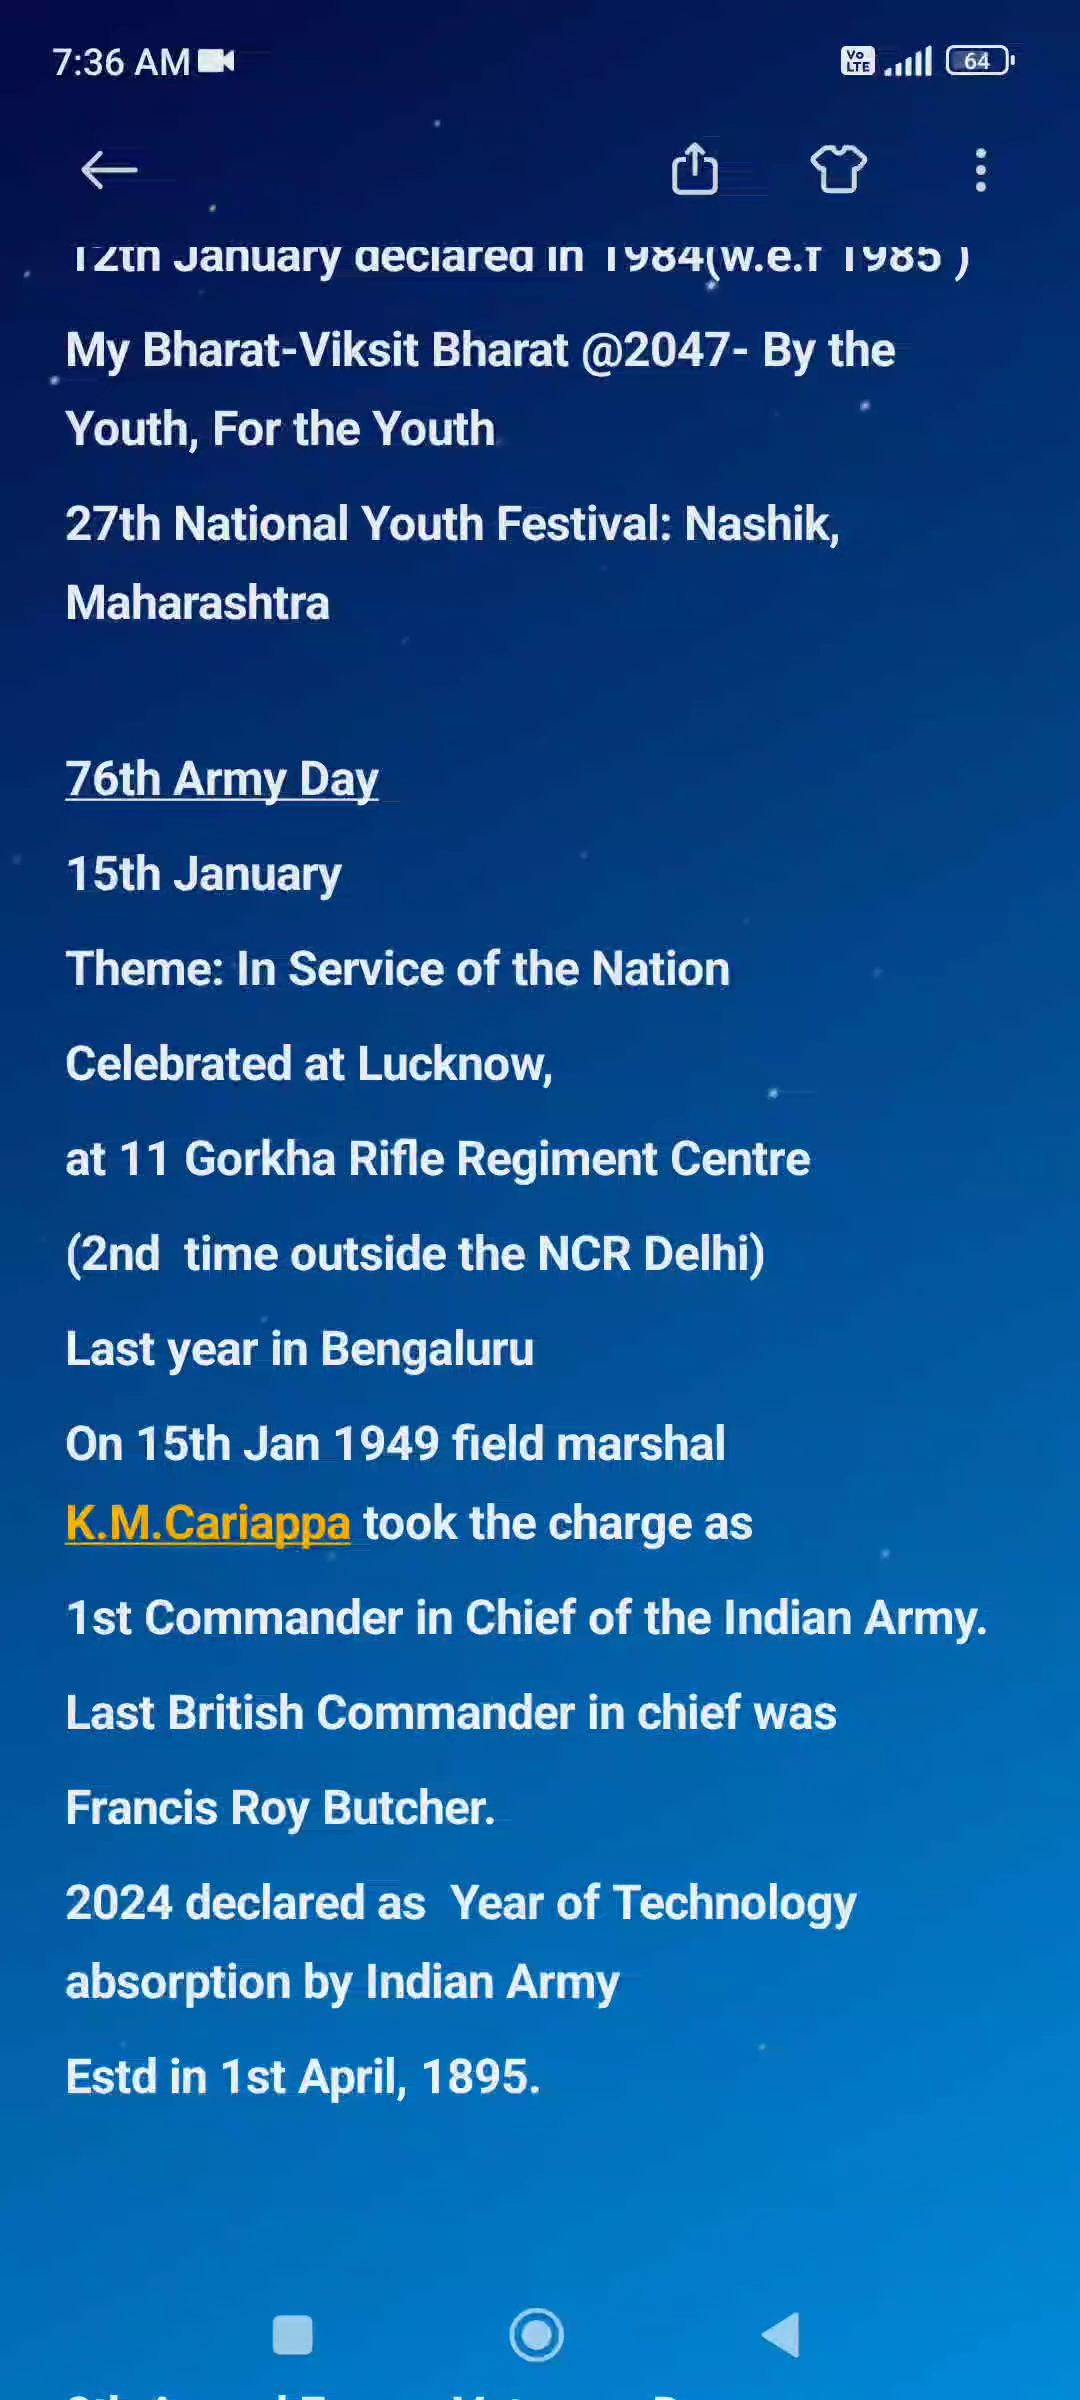 7:36 AM
Vo LTE
64
12th January declared in 1984(w.e.f 1985 )
My Bharat-Viksit Bharat @2047- By the
Youth, For the Youth
27th National Youth Festival: Nashik,
Maharashtra
76th Army Day
15th January
Theme: In Service of the Nation
Celebrated at Lucknow,
at 11 Gorkha Rifle Regiment Centre
(2nd  time outside the NCR Delhi)
Last year in Bengaluru
On 15th Jan 1949 field marshal
K.M.Cariappa took the charge as
1st Commander in Chief of the Indian Army.
Last British Commander in chief was
Francis Roy Butcher.
2024 declared as  Year of Technology
absorption by Indian Army
Estd in 1st April, 1895.